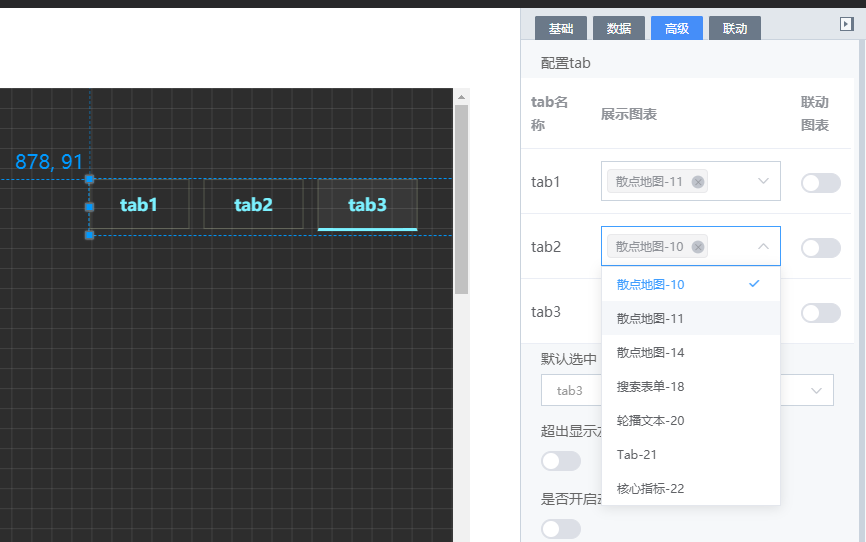 基础 数据 高级 联动
配置tab
tab名称 展示图表 联动图表
878, 91
tab1 tab2 tab3
tab1 散点地图-11
tab2 散点地图-10
散点地图-10
散点地图-11
tab3
散点地图-14
默认选中
tab3
搜索表单-18
轮播文本-20
超出显示
Tab-21
核心指标-22
是否开启